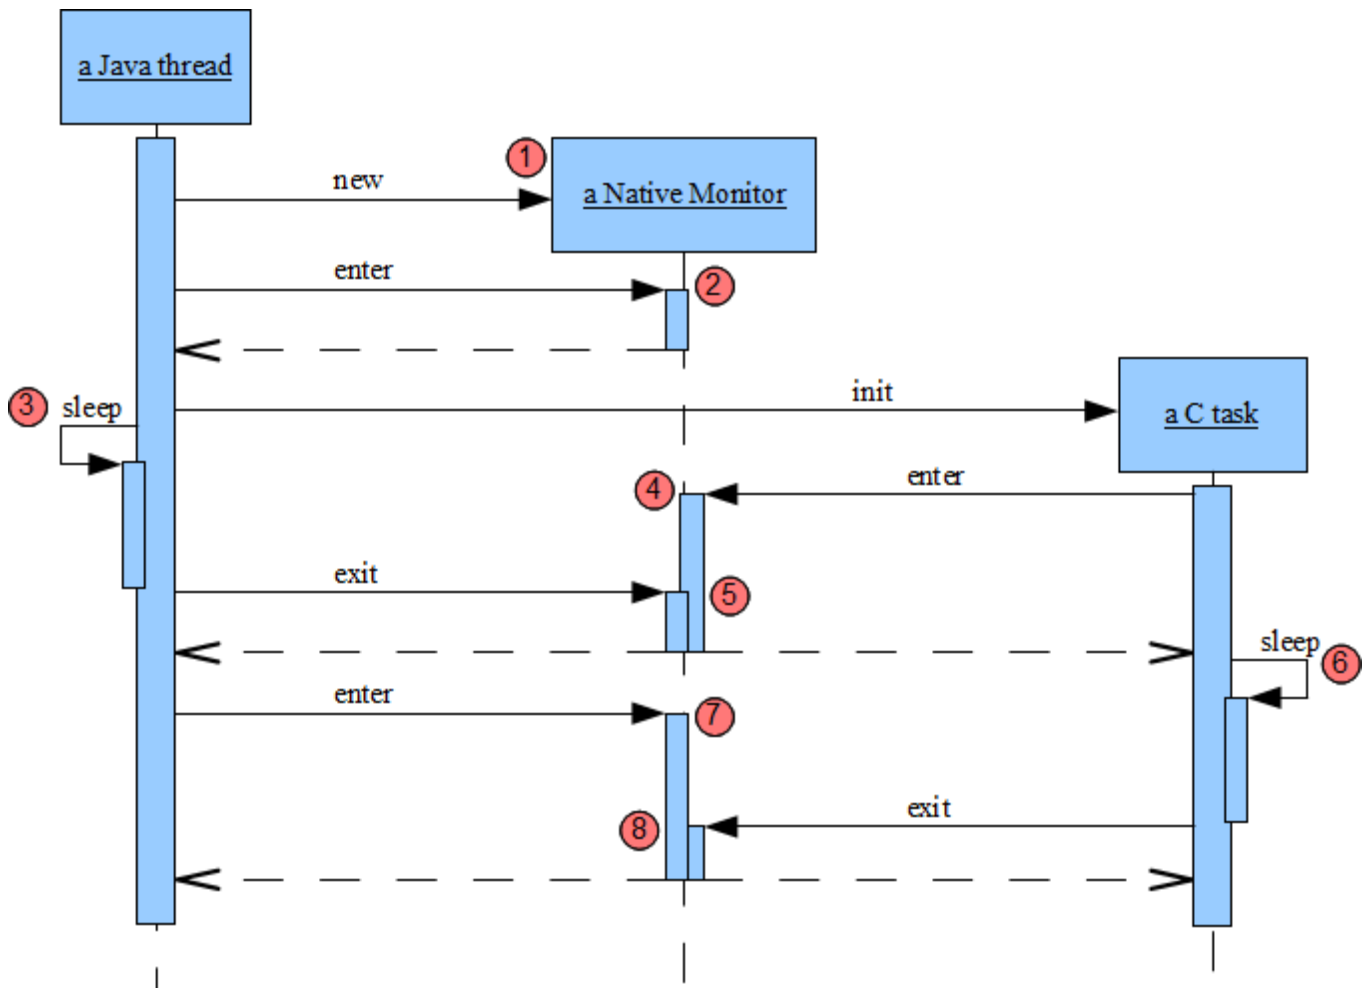 a Java thread
1
new
a Native Monitor
enter
2
3
sleep
init
a C task
4
enter
exit
5
sleep
6
enter
7
8
exit